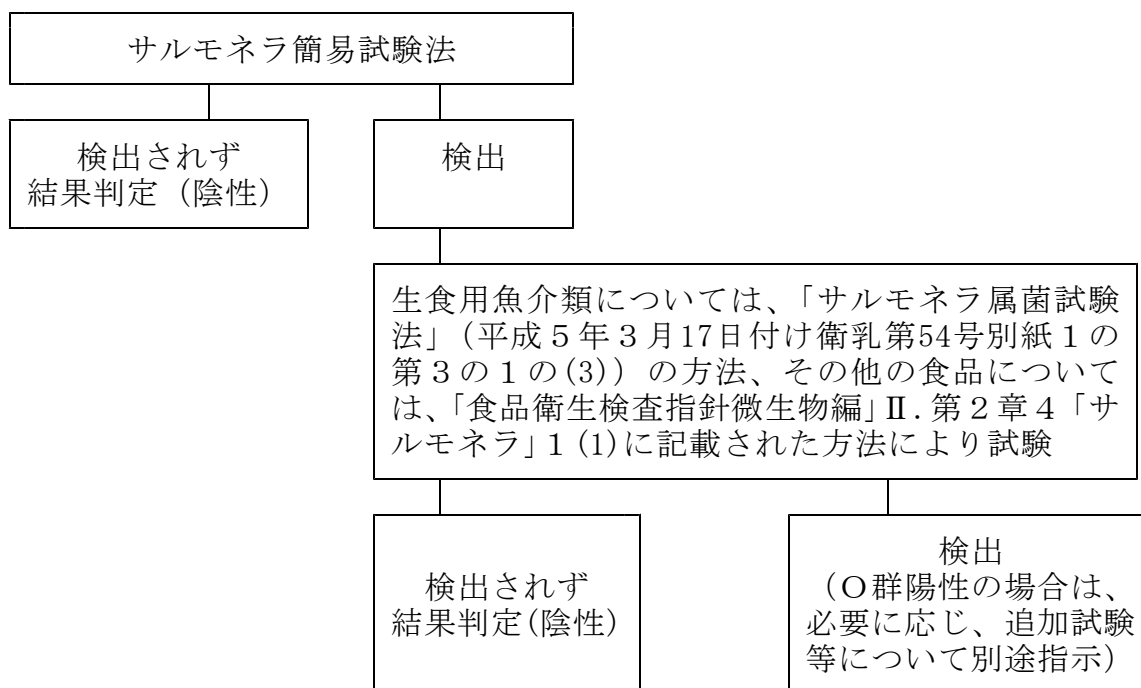 サルモネラ簡易試験法
検出されず
結果判定（陰性）
検出
生食用魚介類については、「サルモネラ属菌試験
法」（平成５年３月17日付け衛乳第54号別紙１の
第３の１の(3)）の方法、その他の食品について
は、「食品衛生検査指針微生物編」Ⅱ.第２章４「サ
ルモネラ」１(1)に記載された方法により試験
検出されず
結果判定(陰性)
検出
（Ｏ群陽性の場合は、
必要に応じ、追加試験
等について別途指示）